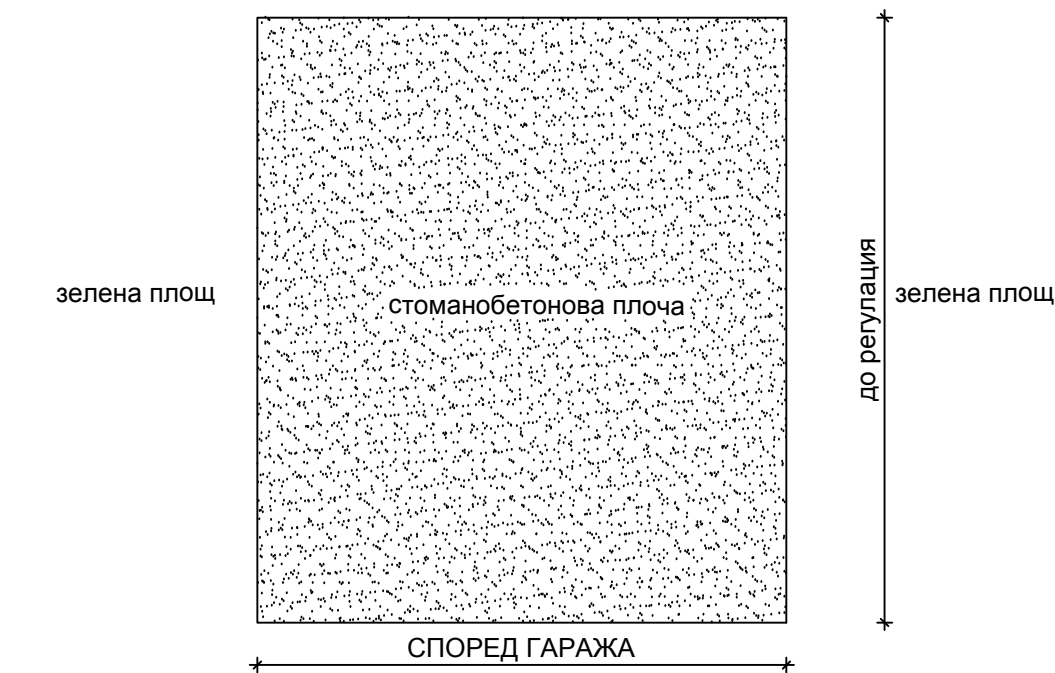 зелена площ
стоманобетонова плоча
до регулация
зелена площ
СПОРЕД ГАРАЖА